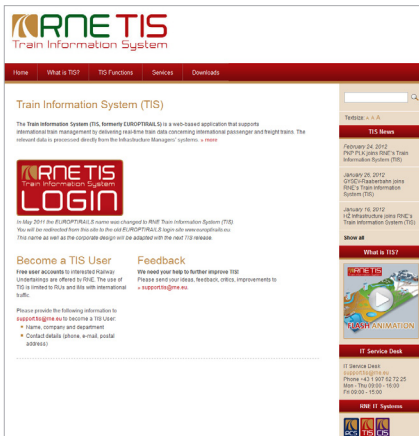 RNE TIS
Train Information System
Home What is TIS? TIS Functions Services Downloads
Train Information System (TIS)
The Train Information System (TIS, formerly EUROPTIRAILS) is a web-based application that supports
international train management by delivering real-time train data concerning international passenger and freight trains. The
relevant data is processed directly from the Infrastructure Managers' systems. » more
RNE TIS
Train Information System
LOGIN
In May 2011 the EUROPTIRAILS name was changed to RNE Train Information System (TIS)
You will be redirected from this site to the old EUROPTIRAILS login site www.europtirails.eu.
This name as well as the corporate design will be adapted with the next TIS release.
Become a TIS User
Free user accounts to interested Railway
Undertakings are offered by RNE. The use of
TIS is limited to RUs and IMs with international
traffic.
Please provide the following information to
support.tis@rne.eu to become a TIS User:
Name, company and department
Contact details (phone, e-mail, postal
address)
Feedback
We need your help to further improve TIS!
Please send your ideas, feedback, critics, improvements to
» support.tis@rne.eu
Textsize: A A A
TIS News
February 24, 2012
PKP PLK joins RNE's Train
Information System (TIS)
January 26, 2012
GYSEV-Raaberbahn joins
RNE's Train Information
System (TIS)
January 16, 2012
HŽ Infrastructure joins RNE's
Train Information System (TIS)
Show all
What is TIS?
RNE TIS
FLASH ANIMATION
IT Service Desk
IT Service Desk
support.tis@rne.eu
Phone +43 1 907 62 72 25
Mon - Thu 09:00 - 16:00
Fri 09:00 - 15:00
RNE IT Systems
PCS TIS CIS